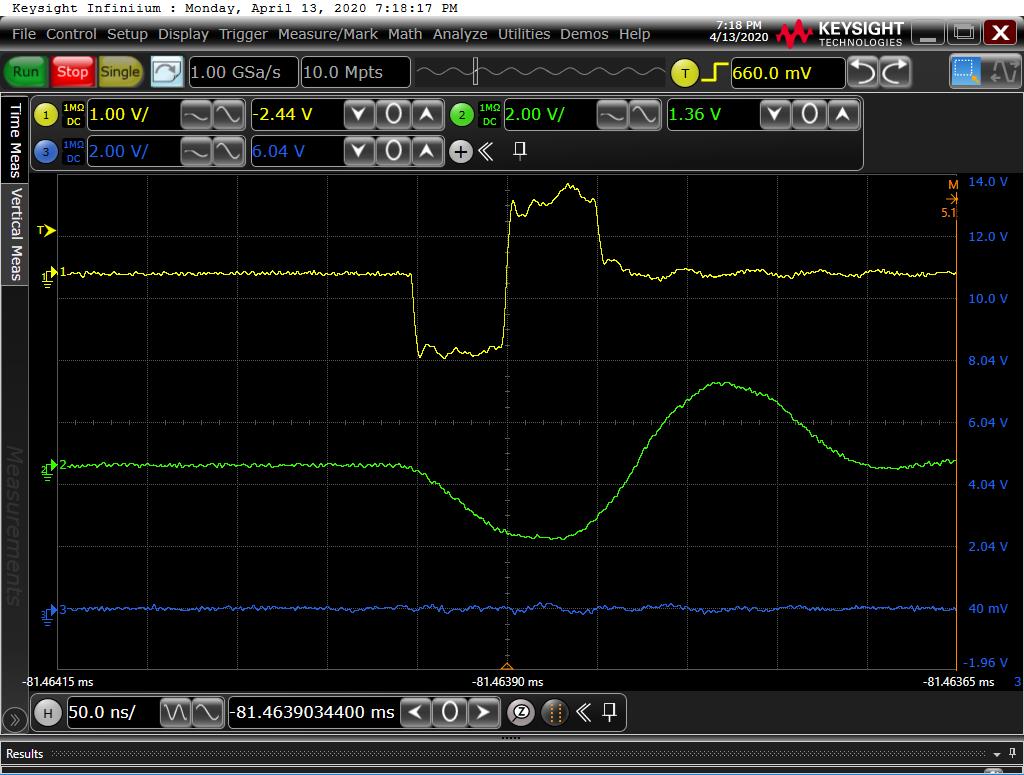 Keysight Infiniium : Monday, April 13, 2020 7:18:17 PM
File Control Setup Display Trigger Measure/Mark Math Analyze Utilities Demos Help
7:18 PM
4/13/2020
KEYSIGHT
TECHNOLOGIES
Run Stop Single 1.00 GSa/s 10.0 Mpts T 660.0 mV
1 1MΩ DC 1.00 V/ -2.44 V 2 1MΩ DC 2.00 V/ 1.36 V
3 1MΩ DC 2.00 V/ 6.04 V
Time Meas
Vertical Meas
Measurements
M
5.1
14.0 V
T
12.0 V
1 1
10.0 V
8.04 V
6.04 V
2 2
4.04 V
2.04 V
3 3
40 mV
-1.96 V
-81.46415 ms -81.46390 ms -81.46365 ms 3
H 50.0 ns/ -81.4639034400 ms 0 Z
Results